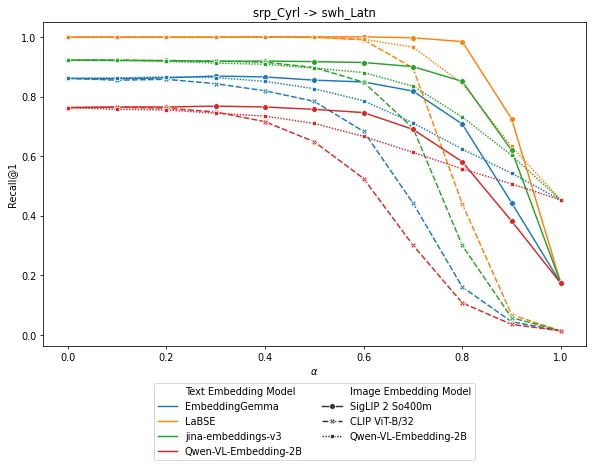 srp_Cyrl -> swh_Latn
Recall@1
1.0
0.8
0.6
0.4
0.2
0.0
0.0 0.2 0.4 0.6 0.8 1.0
α
Text Embedding Model
EmbeddingGemma
LaBSE
jina-embeddings-v3
Qwen-VL-Embedding-2B
Image Embedding Model
SigLIP 2 So400m
CLIP ViT-B/32
Qwen-VL-Embedding-2B